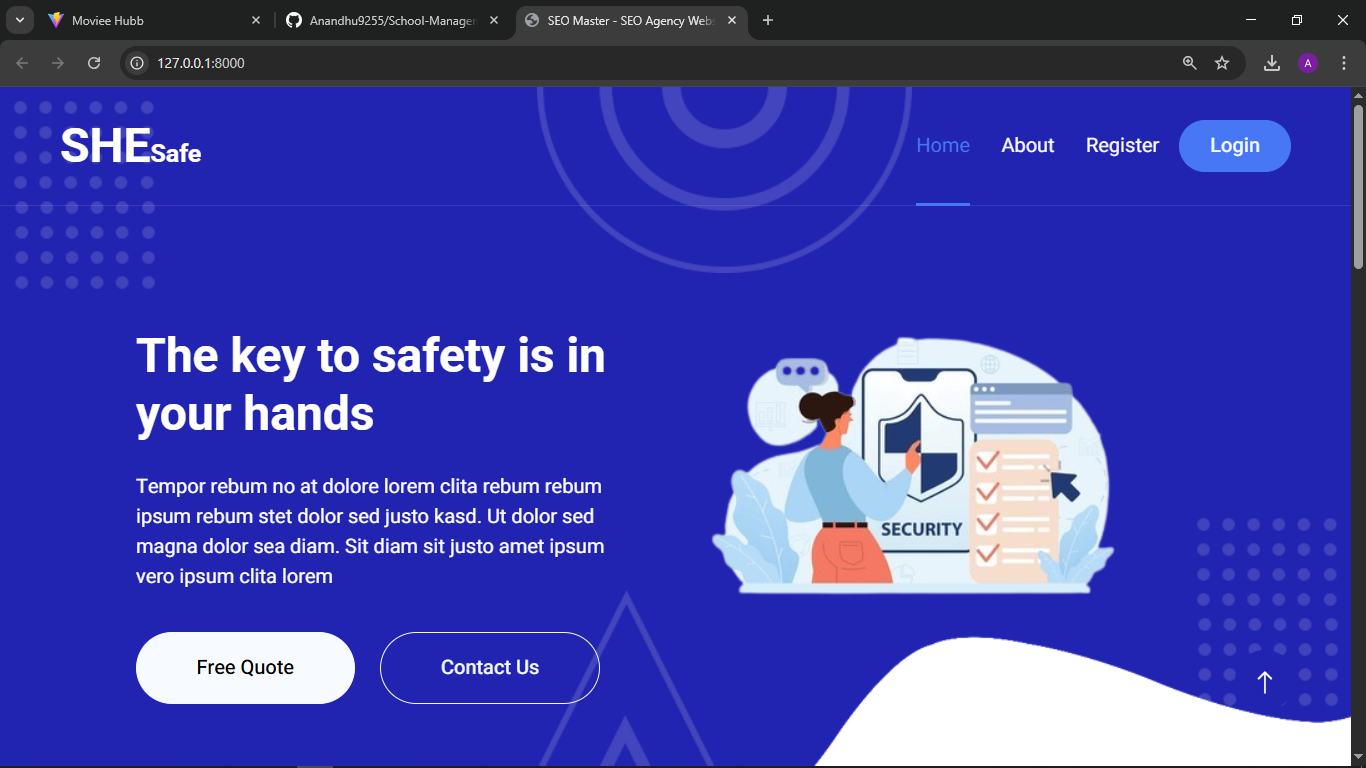 Moviee Hubb
Anandhu9255/School-Manager
SEO Master - SEO Agency Webs
127.0.0.1:8000
A
SHESafe
Home
About
Register
Login
The key to safety is in
your hands
Tempor rebum no at dolore lorem clita rebum rebum
ipsum rebum stet dolor sed justo kasd. Ut dolor sed
magna dolor sea diam. Sit diam sit justo amet ipsum
vero ipsum clita lorem
Free Quote
Contact Us
SECURITY